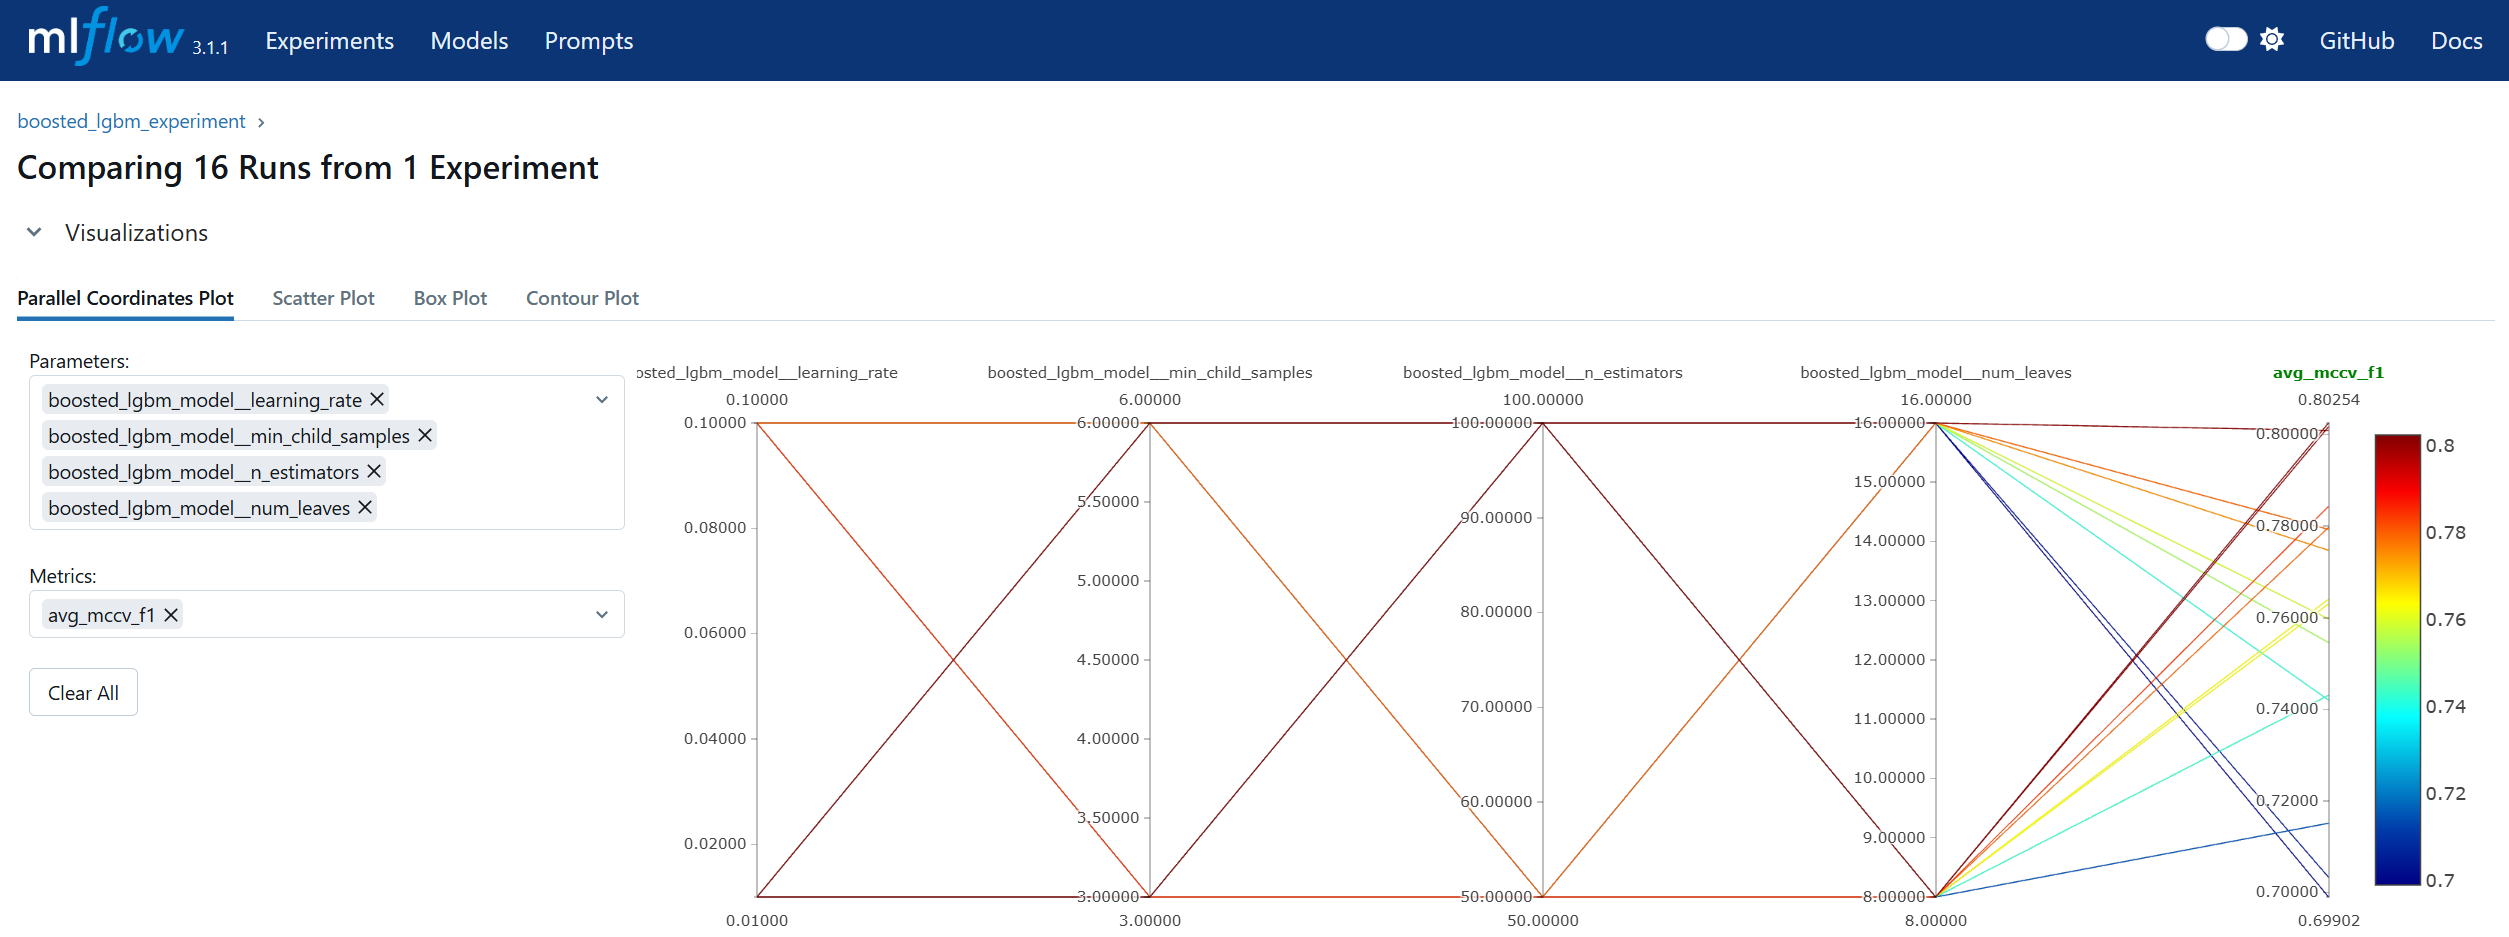 mlflow 3.1.1 Experiments Models Prompts GitHub Docs
boosted_lgbm_experiment
Comparing 16 Runs from 1 Experiment
Visualizations
Parallel Coordinates Plot Scatter Plot Box Plot Contour Plot
Parameters:
boosted_lgbm_model__learning_rate
boosted_lgbm_model__min_child_samples
boosted_lgbm_model__n_estimators
boosted_lgbm_model__num_leaves
Metrics:
avg_mccv_f1
Clear All
osted_lgbm_model__learning_rate
0.10000
0.10000
0.08000
0.06000
0.04000
0.02000
0.01000
boosted_lgbm_model__min_child_samples
6.00000
6.00000
5.50000
5.00000
4.50000
4.00000
3.50000
3.00000
3.00000
boosted_lgbm_model__n_estimators
100.00000
100.00000
90.00000
80.00000
70.00000
60.00000
50.00000
50.00000
boosted_lgbm_model__num_leaves
16.00000
16.00000
15.00000
14.00000
13.00000
12.00000
11.00000
10.00000
9.00000
8.00000
8.00000
avg_mccv_f1
0.80254
0.80000
0.78000
0.76000
0.74000
0.72000
0.70000
0.69902
0.8
0.78
0.76
0.74
0.72
0.7